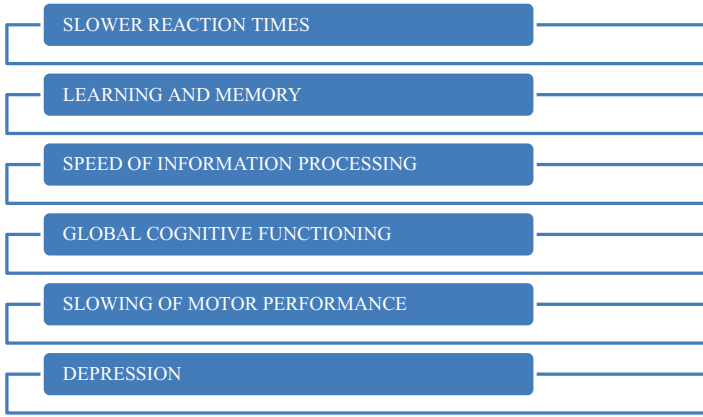 SLOWER REACTION TIMES
LEARNING AND MEMORY
SPEED OF INFORMATION PROCESSING
GLOBAL COGNITIVE FUNCTIONING
SLOWING OF MOTOR PERFORMANCE
DEPRESSION